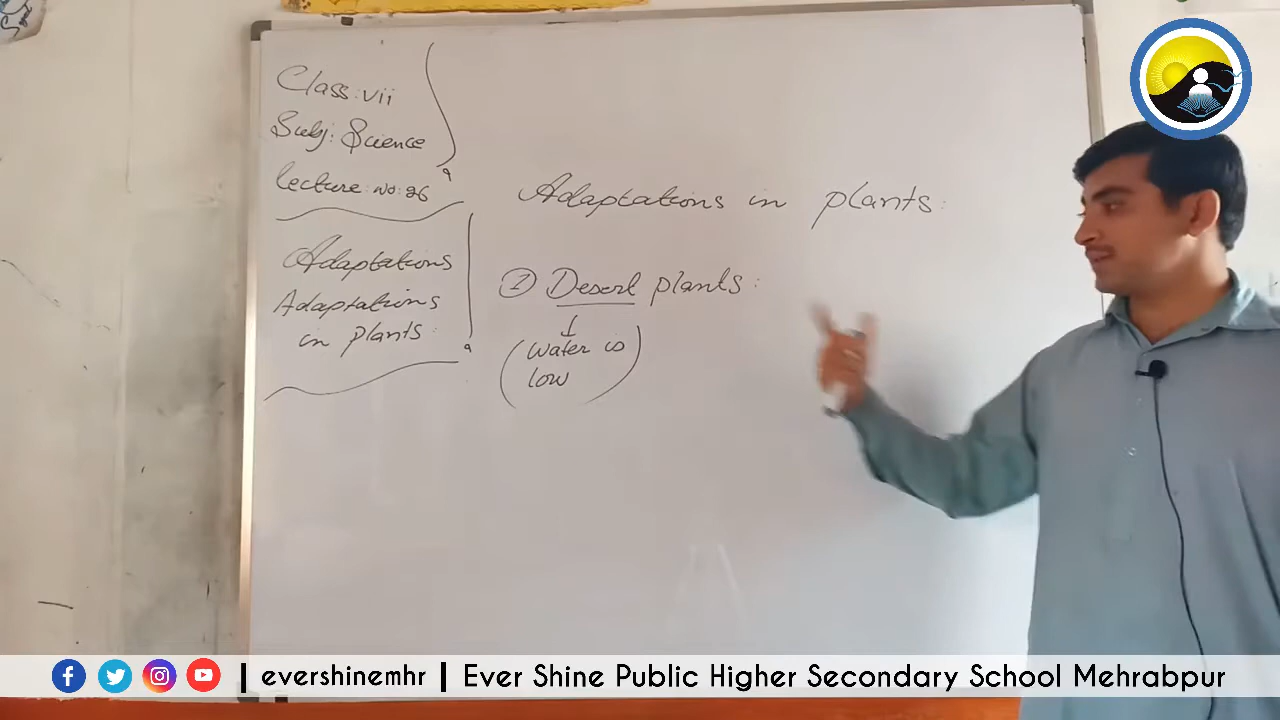 Class: vii
Subj: Science
Lecture: no: 26
Adaptations
Adaptations
in plants:
Adaptations in plants:
① Desert plants:
(water is
low)
| evershinemhr | Ever Shine Public Higher Secondary School Mehrabpur